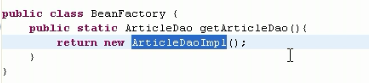 public class BeanFactory {
public static ArticleDao getArticleDao(){
return new ArticleDaoImpl();
}
}